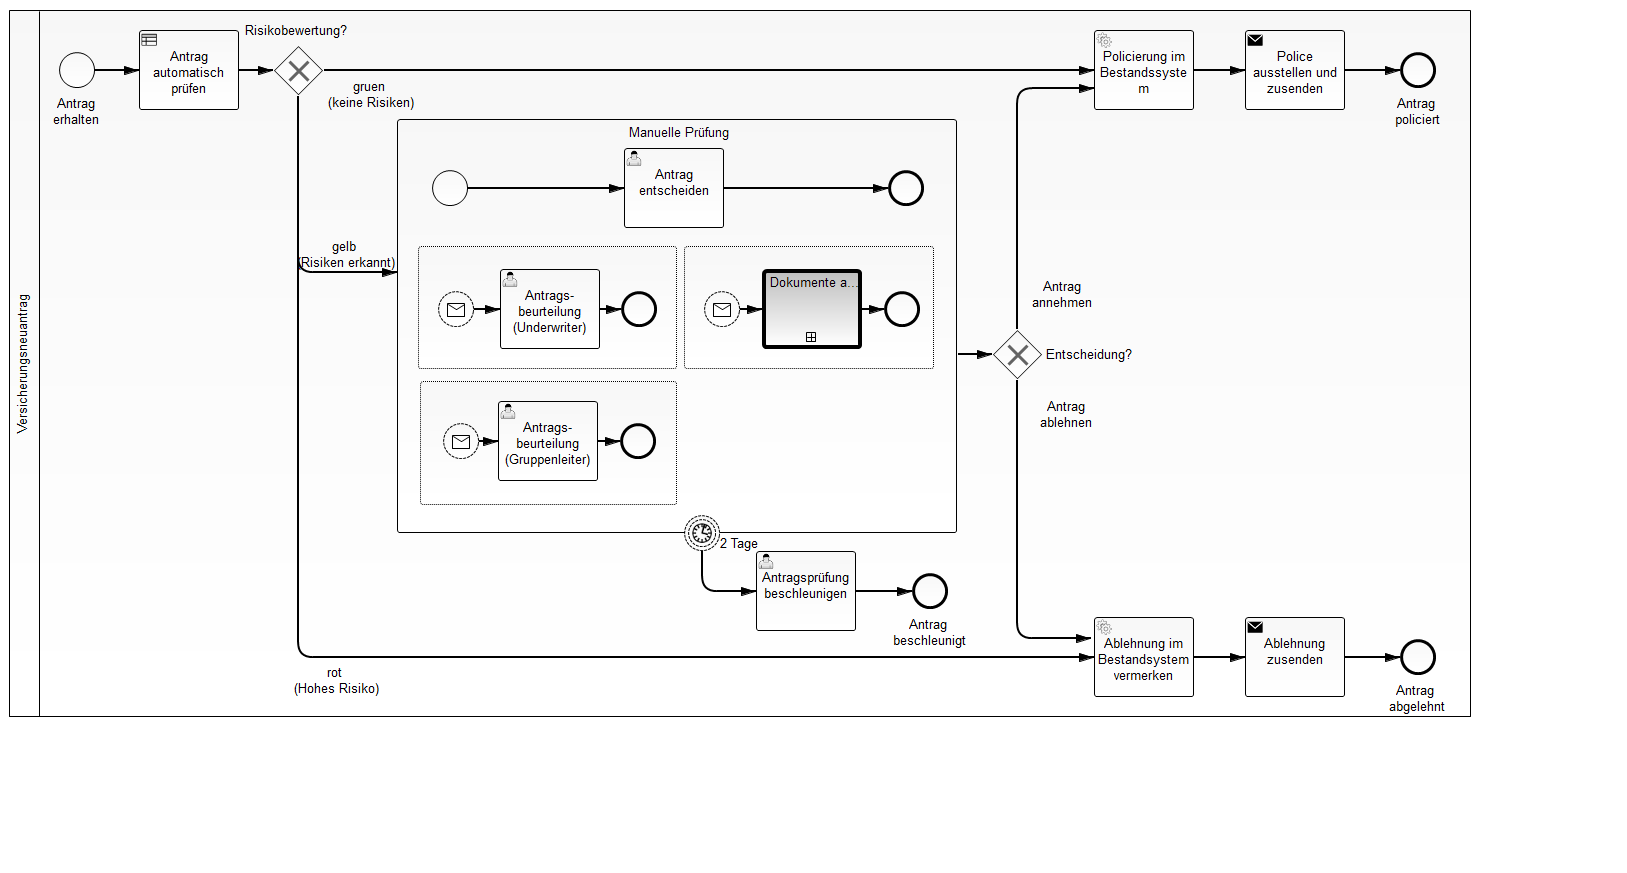 Versicherungsneuantrag
Antrag
erhalten
Antrag
automatisch
prüfen
Risikobewertung?
gruen
(keine Risiken)
gelb
(Risiken erkannt)
rot
(Hohes Risiko)
Manuelle Prüfung
Antrag
entscheiden
Antrags-
beurteilung
(Underwriter)
Dokumente a...
Antrags-
beurteilung
(Gruppenleiter)
2 Tage
Antragsprüfung
beschleunigen
Antrag
beschleunigt
Entscheidung?
Antrag
annehmen
Antrag
ablehnen
Policierung im
Bestandssyste
m
Police
ausstellen und
zusenden
Antrag
policiert
Ablehnung im
Bestandsystem
vermerken
Ablehnung
zusenden
Antrag
abgelehnt